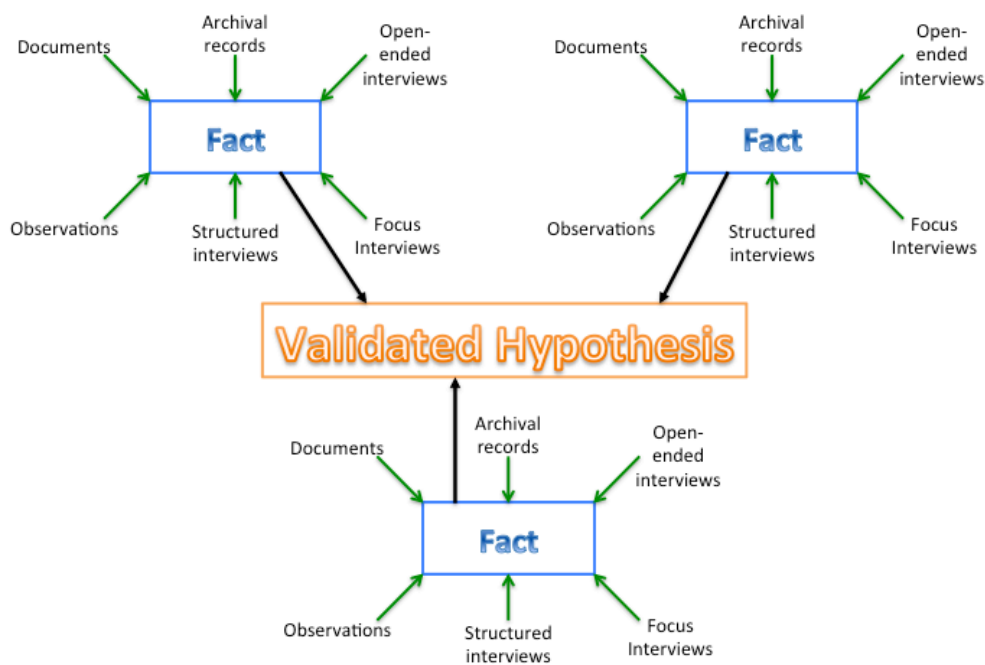 Documents
Archival
records
Open-
ended
interviews
Fact
Observations
Structured
interviews
Focus
Interviews
Documents
Archival
records
Open-
ended
interviews
Fact
Observations
Structured
interviews
Focus
Interviews
Validated Hypothesis
Documents
Archival
records
Open-
ended
interviews
Fact
Observations
Structured
interviews
Focus
Interviews